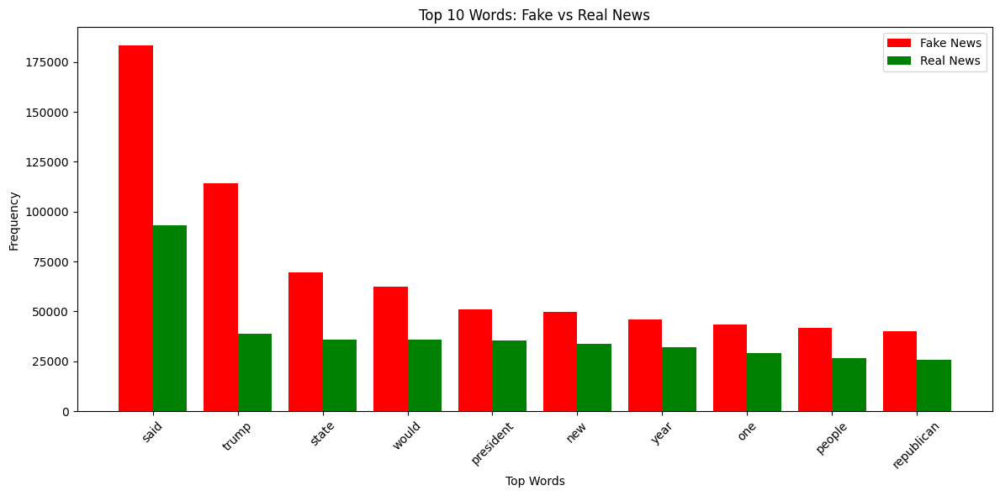 Top 10 Words: Fake vs Real News
Fake News
Real News
175000
150000
125000
100000
75000
50000
25000
0
Frequency
said
trump
state
would
president
new
year
one
people
republican
Top Words